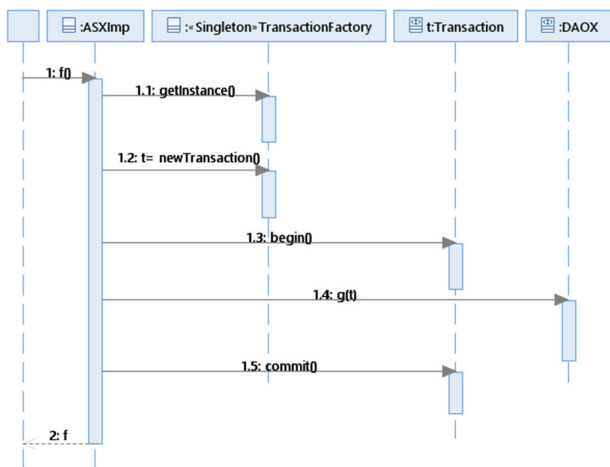 :ASXImp
:«Singleton»TransactionFactory
t:Transaction
:DAOX
1: f()
1.1: getInstance()
1.2: t= newTransaction()
1.3: begin()
1.4: g(t)
1.5: commit()
2: f